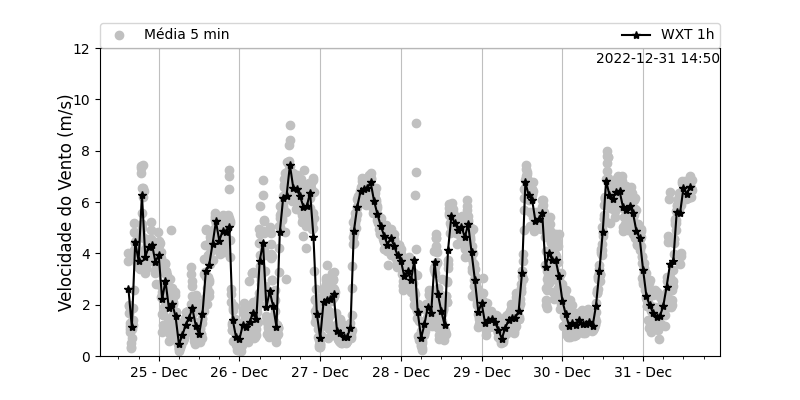 Média 5 min
WXT 1h
2022-12-31 14:50
Velocidade do Vento (m/s)
12
10
8
6
4
2
0
25 - Dec
26 - Dec
27 - Dec
28 - Dec
29 - Dec
30 - Dec
31 - Dec